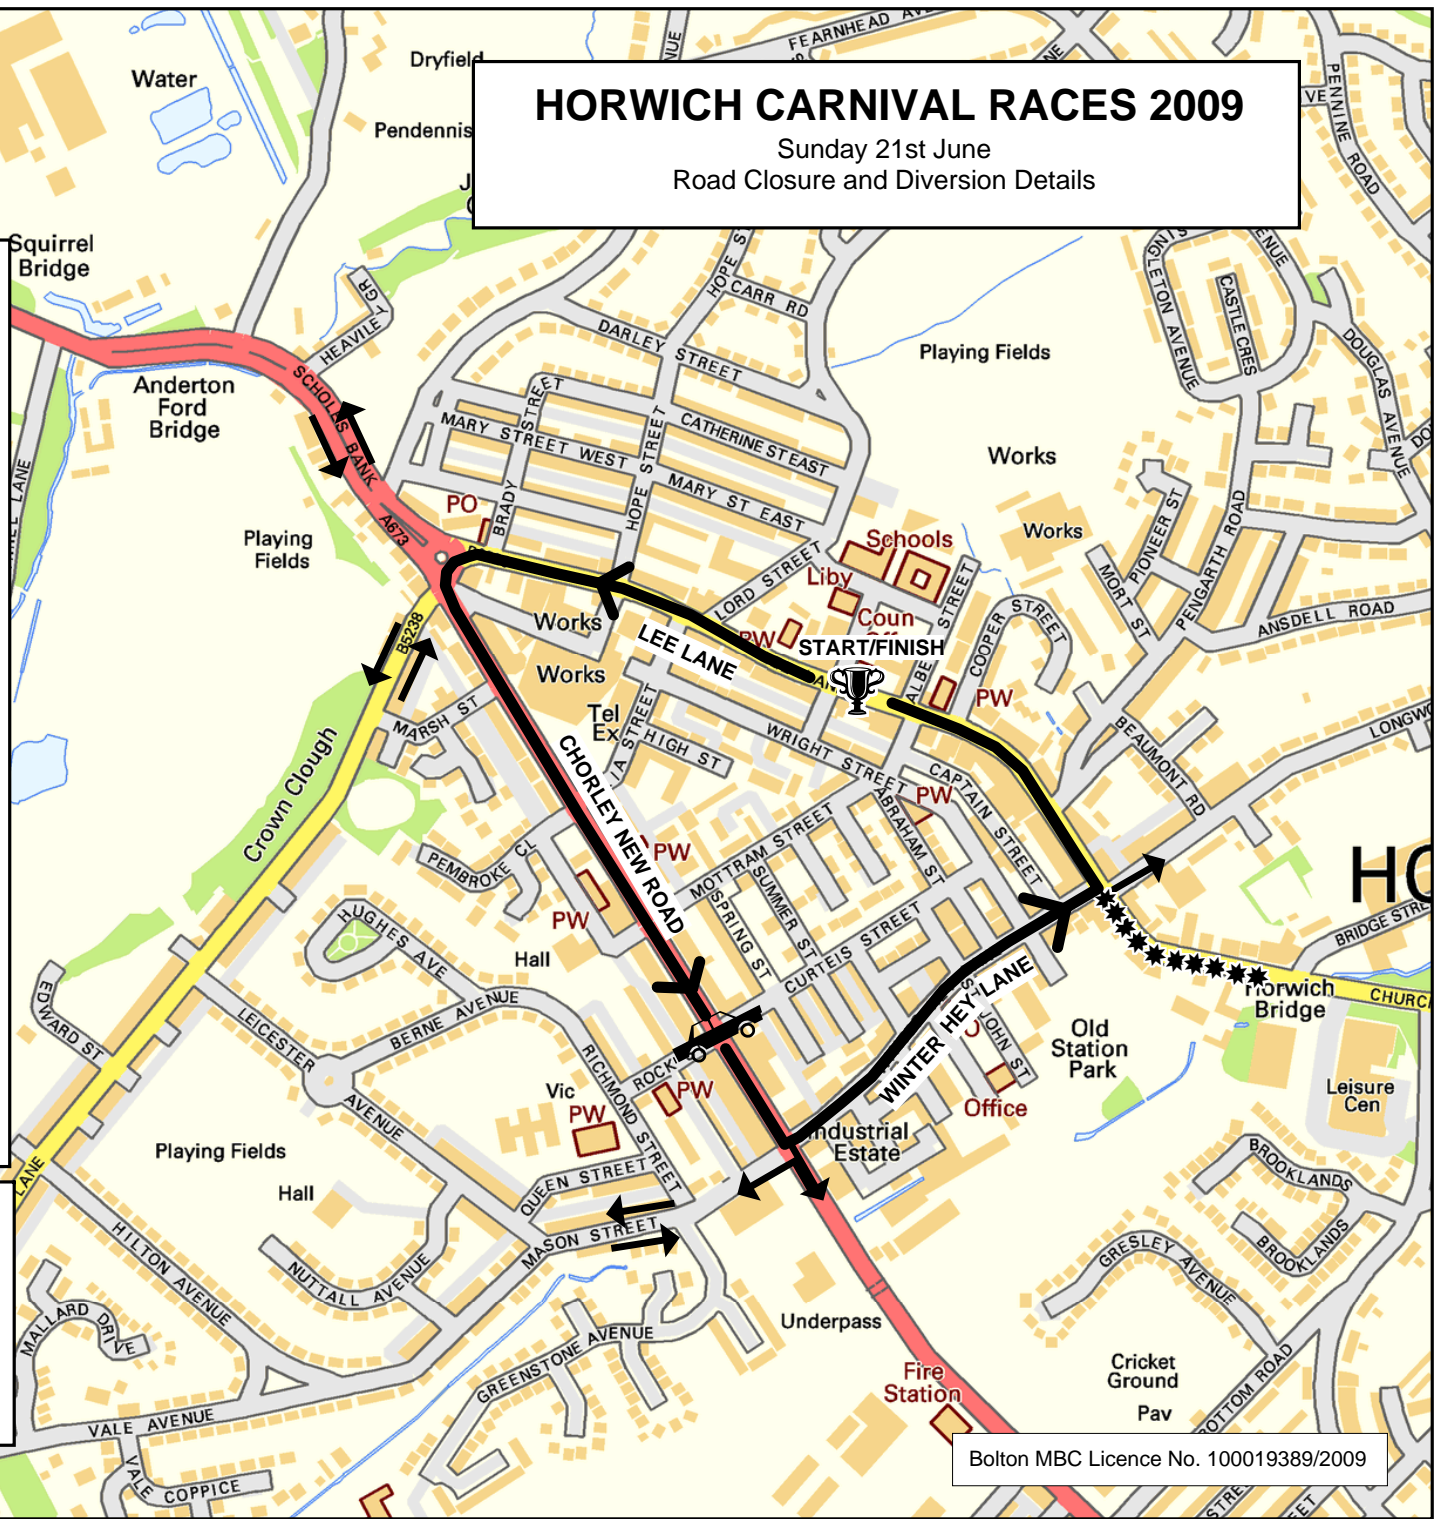 HORWICH CARNIVAL RACES 2009
Sunday 21st June
Road Closure and Diversion Details
FEARNHEAD
Dryfield
Water
Pendennis
PENNINE ROAD
Squirrel
Bridge
HEAVILEY GR
HOPE
CARR RD
DARLEY STREET
Playing Fields
CASTLE CRES
DOUGLAS AVENUE
Anderton
Ford
Bridge
SCHOLES BANK
A673
MARY STREET WEST
STREET
CATHERINE ST EAST
HOPE STREET
MARY ST EAST
BRADY
PO
Works
Works
PIONEER ST
MORT ST
PENGARTH ROAD
ANSDELL ROAD
Playing
Fields
Schools
LORD STREET
Liby
Coun
STREET
COOPER STREET
B5238
Works
Works
LEE LANE
PW
START/FINISH
PW
Tel
Ex
HIGH ST
WRIGHT STREET
MARSH ST
CHORLEY NEW ROAD
CAPTAIN STREET
BEAUMONT RD
Crown Clough
PEMBROKE CL
PW
PW
MOTTRAM STREET
ABRAHAM ST
PW
SUMMER ST
SPRING ST
CURTEIS STREET
HUGHES AVE
Hall
BRIDGE
EDWARD ST
LEICESTER
AVENUE
BERNE AVENUE
RICHMOND STREET
WINTER HEY LANE
ST JOHN ST
Horwich
Bridge
CHURCH
Old
Station
Park
Leisure
Cen
Vic
PW
PW
Office
Industrial
Estate
Playing Fields
Hall
LANE
QUEEN STREET
MASON STREET
BROOKLANDS
BROOKLANDS
GRESLEY AVENUE
HILTON AVENUE
NUTTALL AVENUE
MALLARD DRIVE
GREENSTONE AVENUE
Underpass
Fire
Station
Cricket
Ground
Pav
VALE AVENUE
VALE COPPICE
BOTTOM ROAD
Bolton MBC Licence No. 100019389/2009